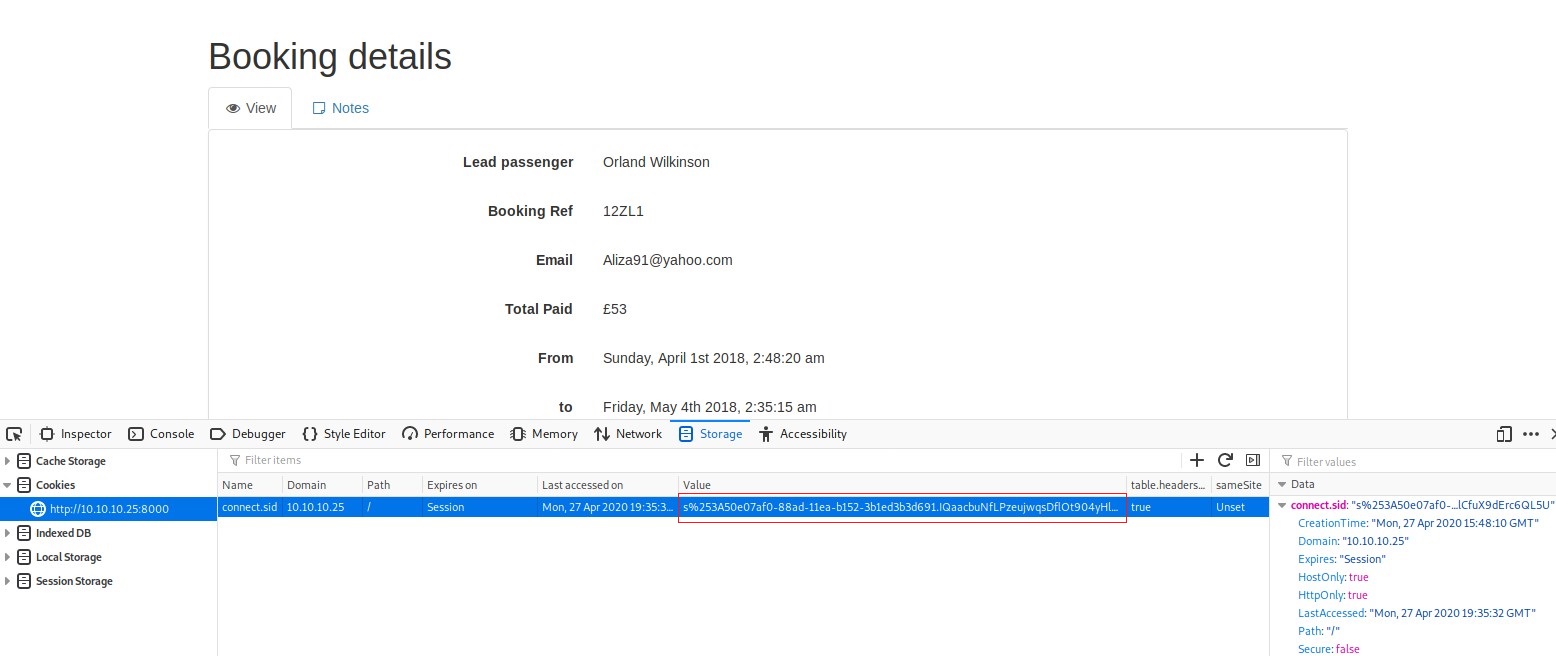 Booking details
View Notes
Lead passenger Orland Wilkinson
Booking Ref 12ZL1
Email Aliza91@yahoo.com
Total Paid £53
From Sunday, April 1st 2018, 2:48:20 am
to Friday, May 4th 2018, 2:35:15 am
Inspector Console Debugger Style Editor Performance Memory Network Storage Accessibility
Cache Storage
Cookies
http://10.10.10.25:8000
Indexed DB
Local Storage
Session Storage
Filter items
Name Domain Path Expires on Last accessed on Value table.headers... sameSite
connect.sid 10.10.10.25 / Session Mon, 27 Apr 2020 19:35:3... s%253A50e07af0-88ad-11ea-b152-3b1ed3b3d691.IQaacbuNfLPzeujwqsDflOt904yHl... true Unset
Filter values
Data
connect.sid: "s%253A50e07af0-...lCfuX9dErc6QL5U"
CreationTime: "Mon, 27 Apr 2020 15:48:10 GMT"
Domain: "10.10.10.25"
Expires: "Session"
HostOnly: true
HttpOnly: true
LastAccessed: "Mon, 27 Apr 2020 19:35:32 GMT"
Path: "/"
Secure: false